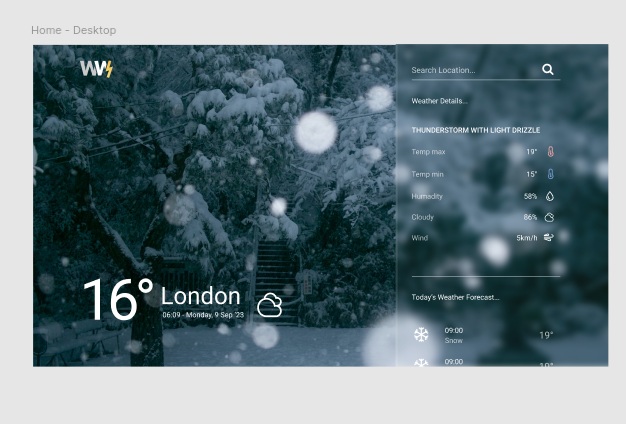 Home - Desktop
W
Search Location...
Weather Details...
THUNDERSTORM WITH LIGHT DRIZZLE
Temp max 19°
Temp min 15°
Humadity 58%
Cloudy 86%
Wind 5km/h
16° London
06:09 - Monday, 9 Sep '23
Today's Weather Forecast...
09:00
Snow 19°
09:00
19°